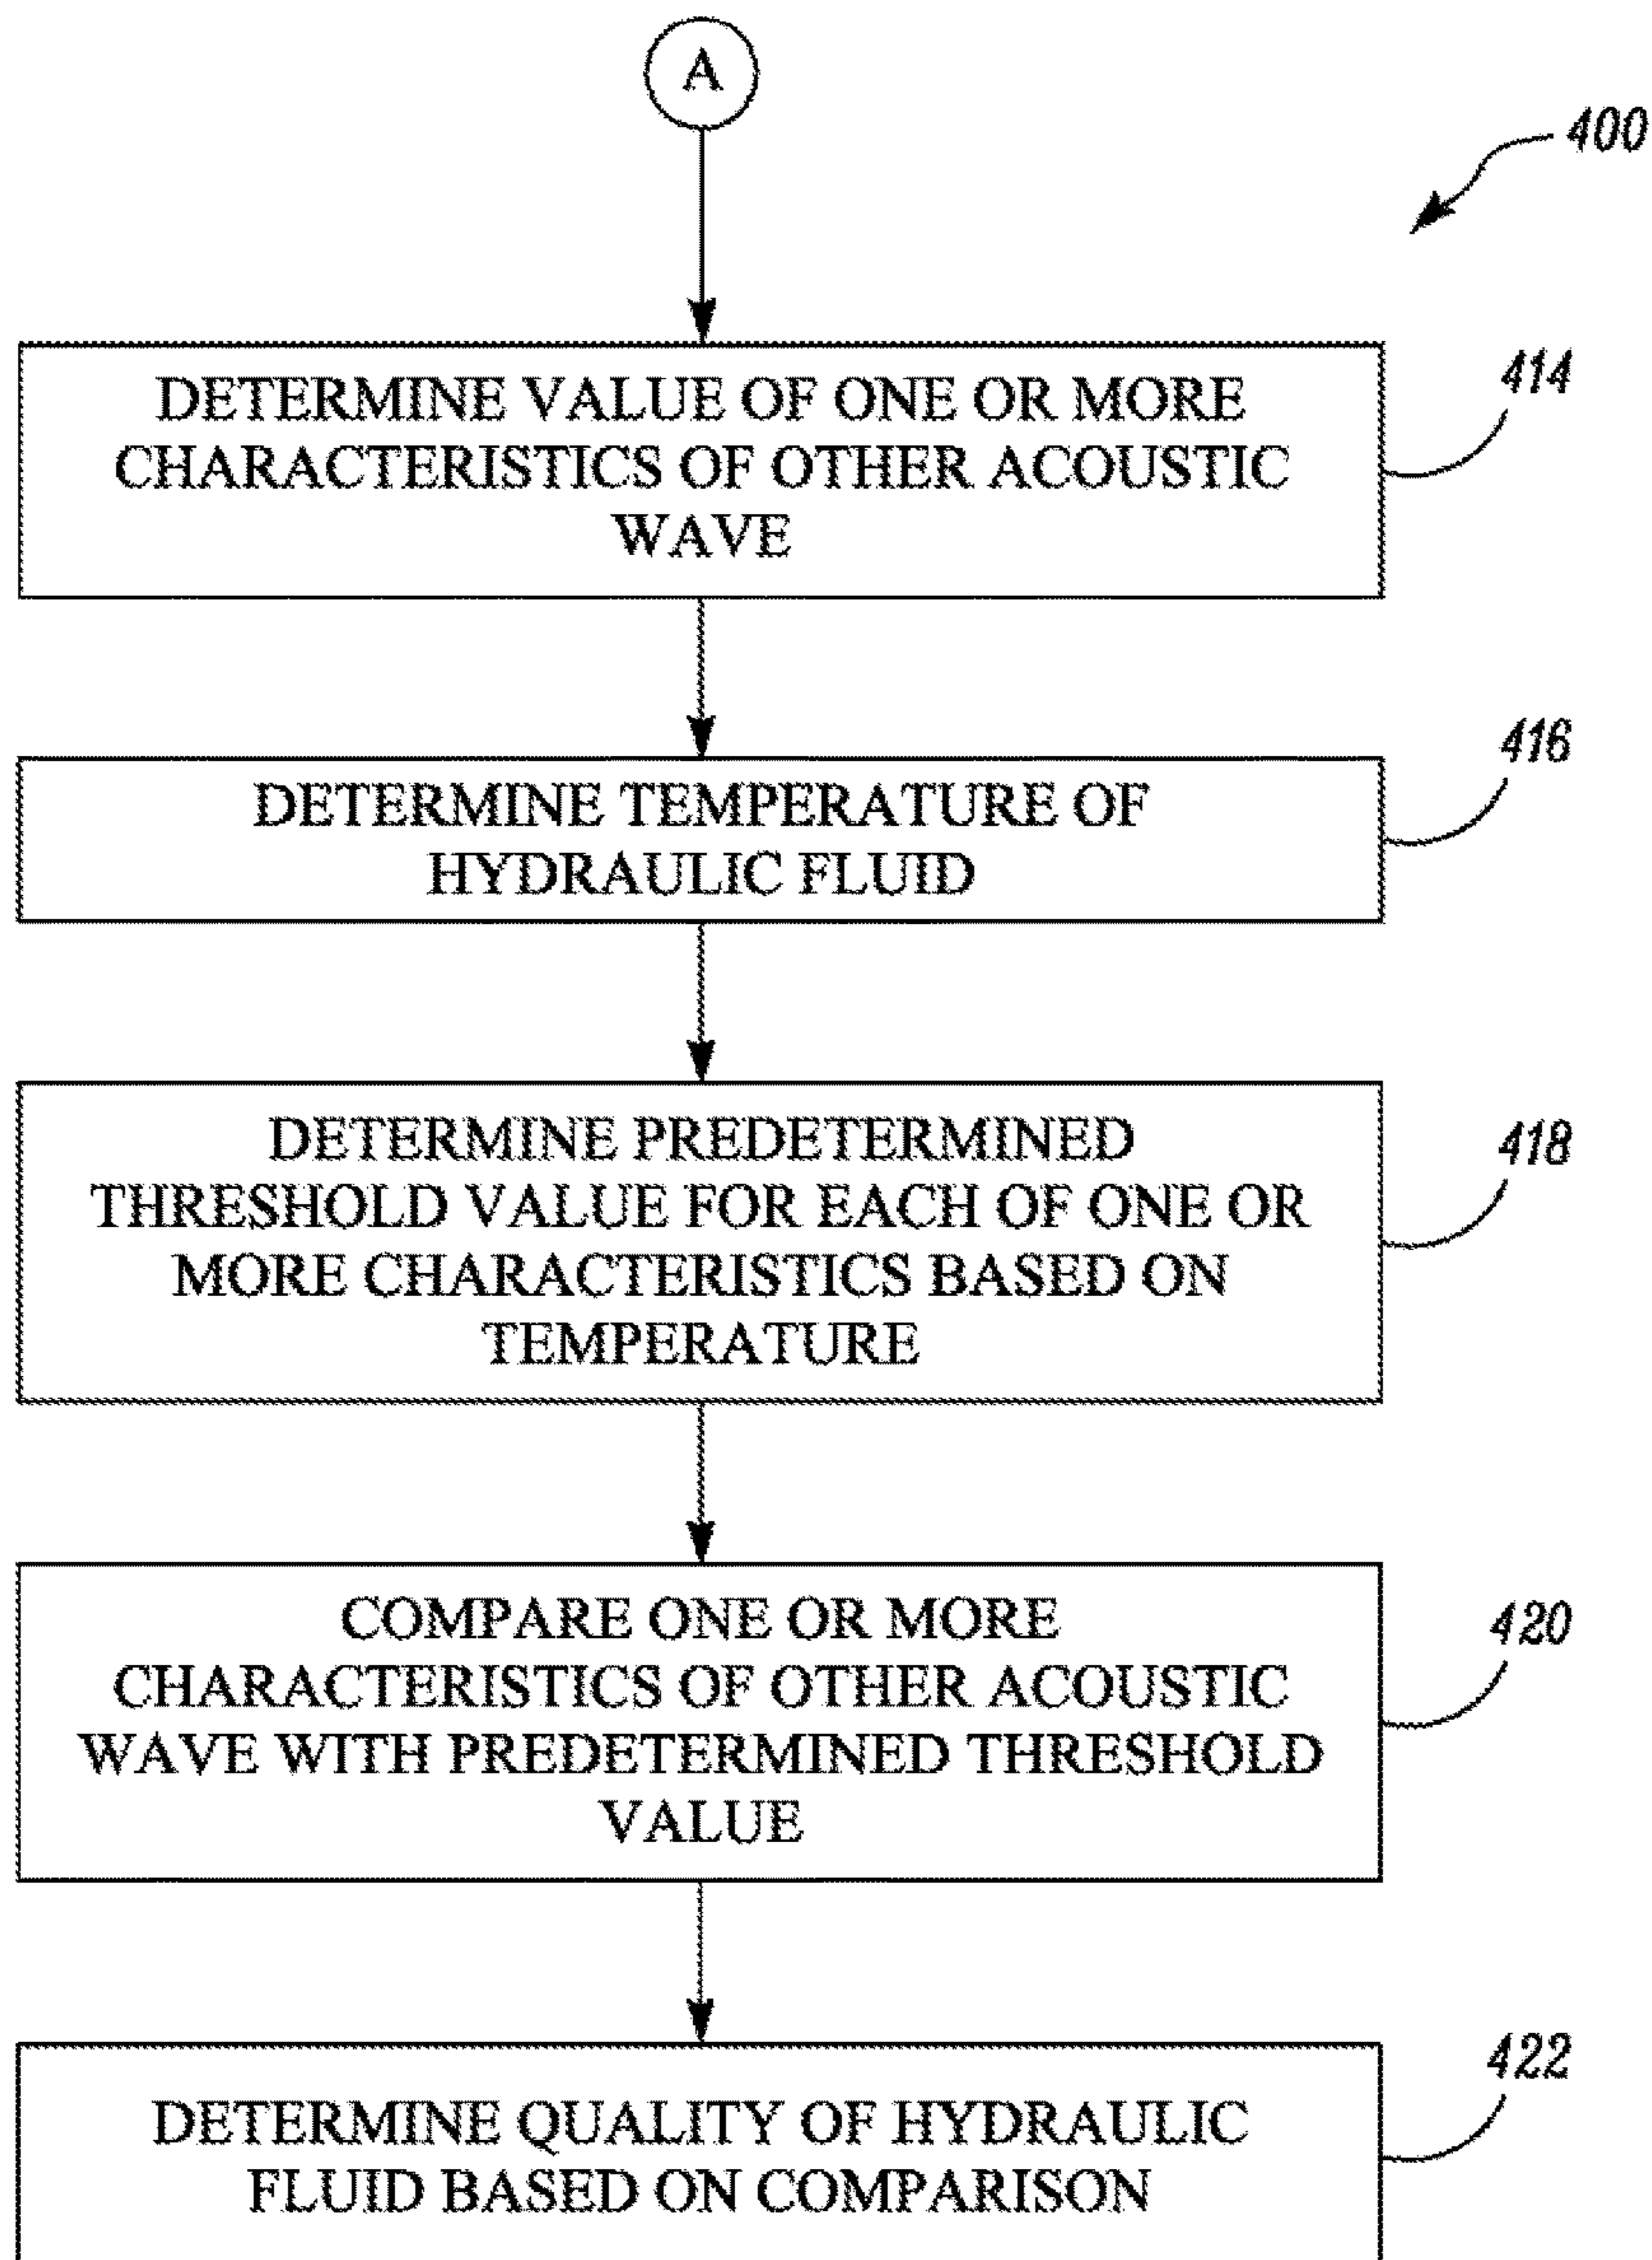 A
400
DETERMINE VALUE OF ONE OR MORE
CHARACTERISTICS OF OTHER ACOUSTIC
WAVE
414
DETERMINE TEMPERATURE OF
HYDRAULIC FLUID
416
DETERMINE PREDETERMINED
THRESHOLD VALUE FOR EACH OF ONE OR
MORE CHARACTERISTICS BASED ON
TEMPERATURE
418
COMPARE ONE OR MORE
CHARACTERISTICS OF OTHER ACOUSTIC
WAVE WITH PREDETERMINED THRESHOLD
VALUE
420
DETERMINE QUALITY OF HYDRAULIC
FLUID BASED ON COMPARISON
422